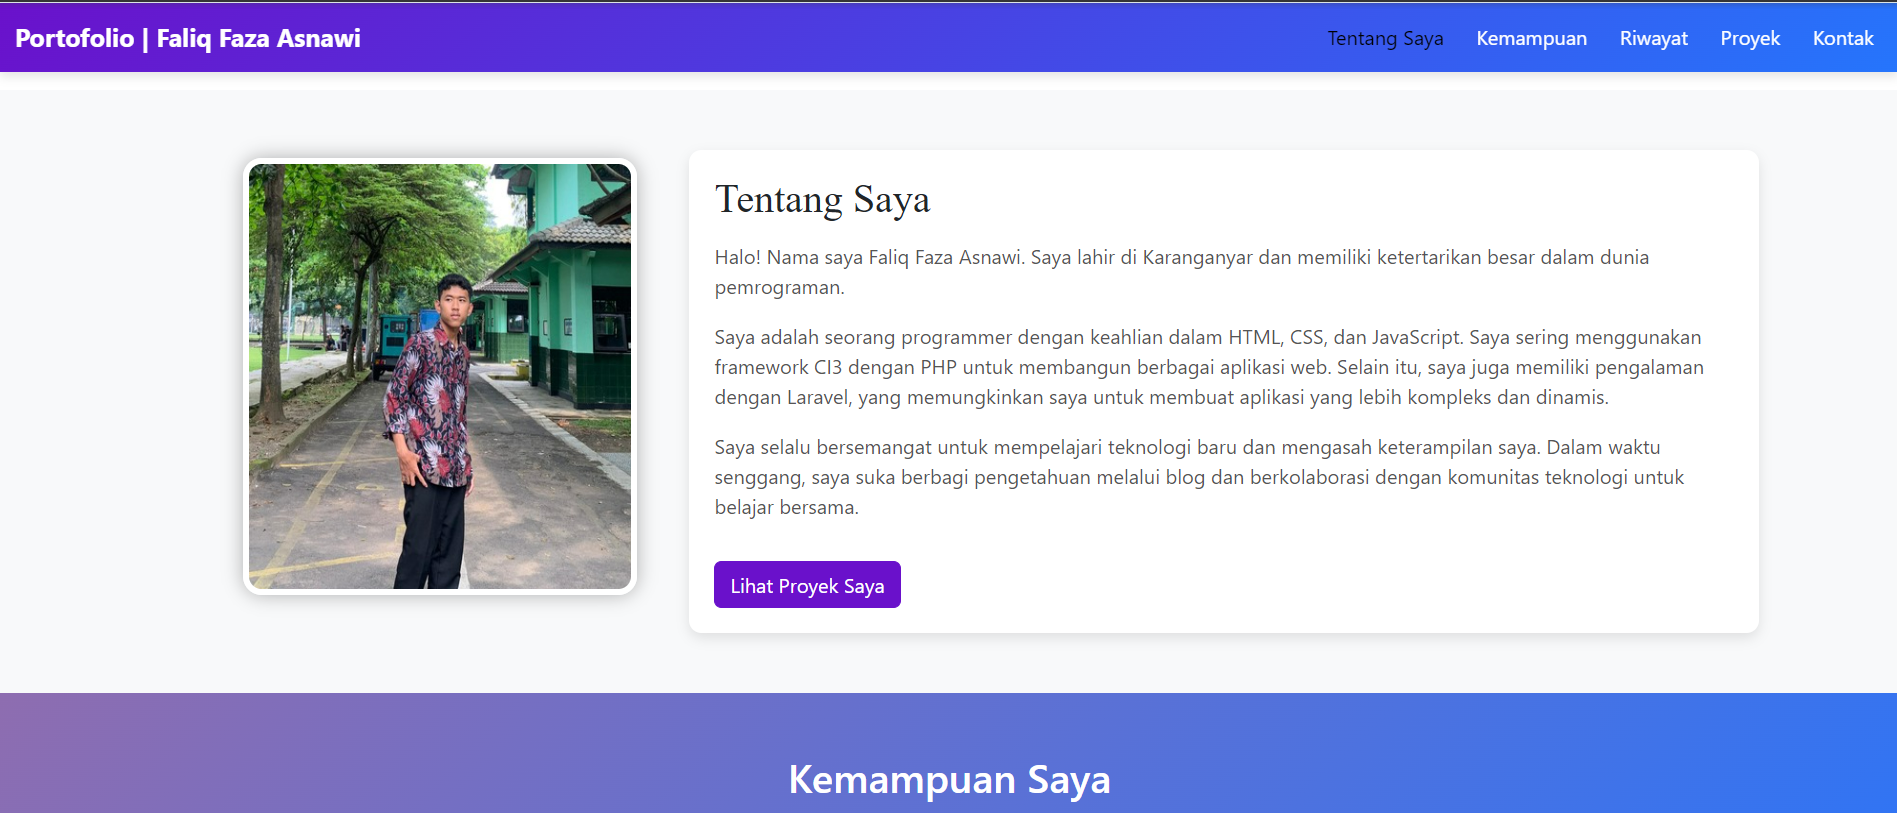 Portofolio | Faliq Faza Asnawi
Tentang Saya Kemampuan Riwayat Proyek Kontak
Tentang Saya
Halo! Nama saya Faliq Faza Asnawi. Saya lahir di Karanganyar dan memiliki ketertarikan besar dalam dunia
pemrograman.
Saya adalah seorang programmer dengan keahlian dalam HTML, CSS, dan JavaScript. Saya sering menggunakan
framework CI3 dengan PHP untuk membangun berbagai aplikasi web. Selain itu, saya juga memiliki pengalaman
dengan Laravel, yang memungkinkan saya untuk membuat aplikasi yang lebih kompleks dan dinamis.
Saya selalu bersemangat untuk mempelajari teknologi baru dan mengasah keterampilan saya. Dalam waktu
senggang, saya suka berbagi pengetahuan melalui blog dan berkolaborasi dengan komunitas teknologi untuk
belajar bersama.
Lihat Proyek Saya
Kemampuan Saya